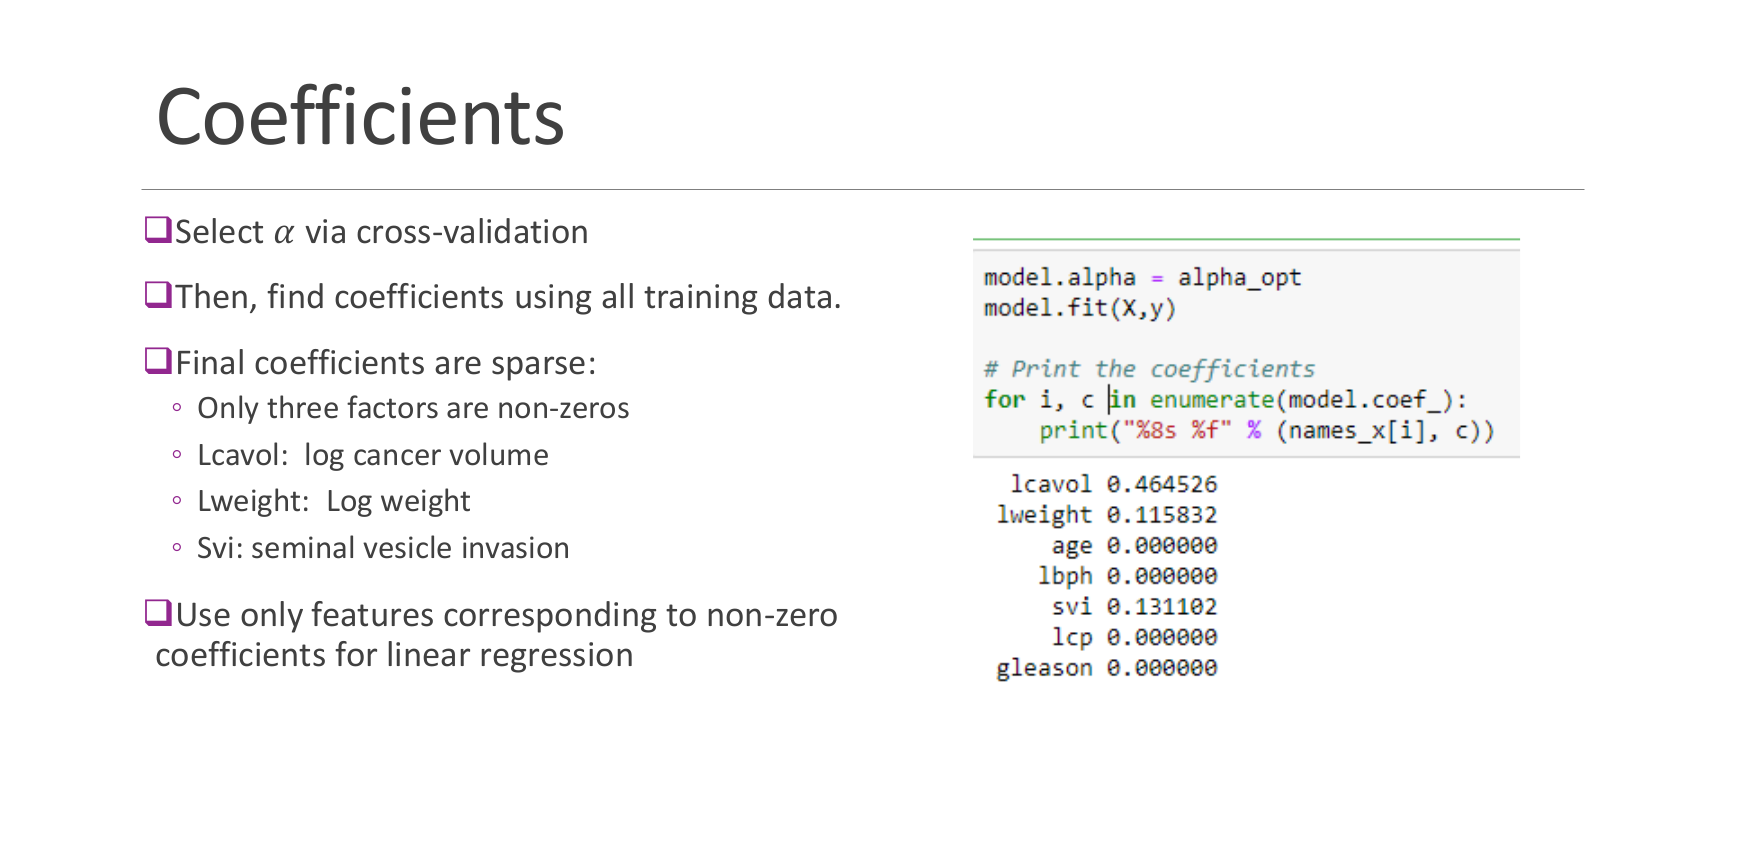 Coefficients
❑Select 𝛼 via cross-validation
❑Then, find coefficients using all training data.
❑Final coefficients are sparse:
◦ Only three factors are non-zeros
◦ Lcavol:  log cancer volume
◦ Lweight:  Log weight
◦ Svi: seminal vesicle invasion
❑Use only features corresponding to non-zero
coefficients for linear regression
model.alpha = alpha_opt
model.fit(X,y)
# Print the coefficients
for i, c in enumerate(model.coef_):
    print("%8s %f" % (names_x[i], c))
lcavol 0.464526
lweight 0.115832
age 0.000000
lbph 0.000000
svi 0.131102
lcp 0.000000
gleason 0.000000